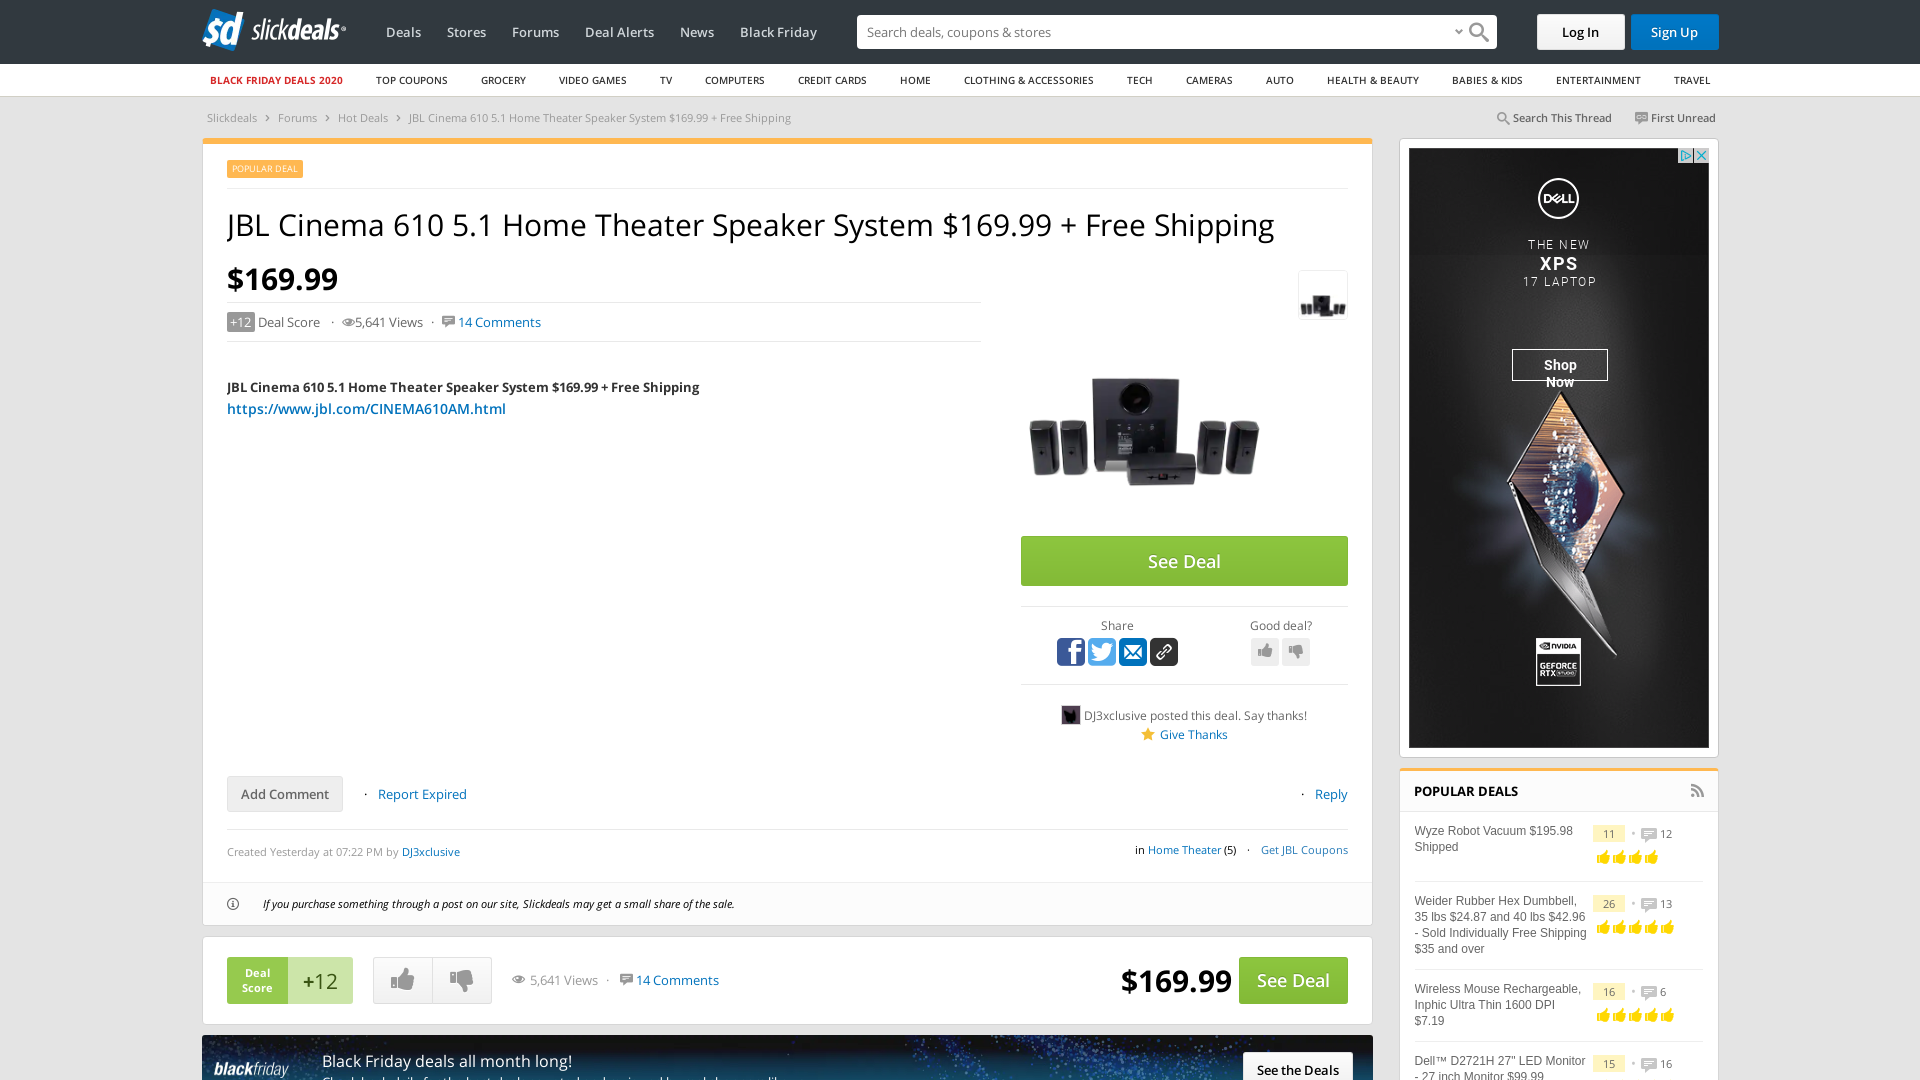 sd slickdeals
Deals
Stores
Forums
Deal Alerts
News
Black Friday
Search deals, coupons & stores
Log In
Sign Up
BLACK FRIDAY DEALS 2020
TOP COUPONS
GROCERY
VIDEO GAMES
TV
COMPUTERS
CREDIT CARDS
HOME
CLOTHING & ACCESSORIES
TECH
CAMERAS
AUTO
HEALTH & BEAUTY
BABIES & KIDS
ENTERTAINMENT
TRAVEL
Slickdeals › Forums › Hot Deals › JBL Cinema 610 5.1 Home Theater Speaker System $169.99 + Free Shipping
Search This Thread
First Unread
POPULAR DEAL
JBL Cinema 610 5.1 Home Theater Speaker System $169.99 + Free Shipping
$169.99
+12 Deal Score · 5,641 Views · 14 Comments
JBL Cinema 610 5.1 Home Theater Speaker System $169.99 + Free Shipping
https://www.jbl.com/CINEMA610AM.html
See Deal
Share
Good deal?
DJ3xclusive posted this deal. Say thanks!
Give Thanks
Add Comment
· Report Expired
· Reply
Created Yesterday at 07:22 PM by DJ3xclusive
in Home Theater (5) · Get JBL Coupons
If you purchase something through a post on our site, Slickdeals may get a small share of the sale.
Deal
Score
+12
5,641 Views · 14 Comments
$169.99
See Deal
blackfriday
Black Friday deals all month long!
See the Deals
DELL
THE NEW
XPS
17 LAPTOP
Shop
Now
NVIDIA
GEFORCE
RTX STUDIO
POPULAR DEALS
Wyze Robot Vacuum $195.98
Shipped
11 • 12
Weider Rubber Hex Dumbbell,
35 lbs $24.87 and 40 lbs $42.96
- Sold Individually Free Shipping
$35 and over
26 • 13
Wireless Mouse Rechargeable,
Inphic Ultra Thin 1600 DPI
$7.19
16 • 6
Dell™ D2721H 27" LED Monitor
- 27 inch Monitor $99.99
15 • 16